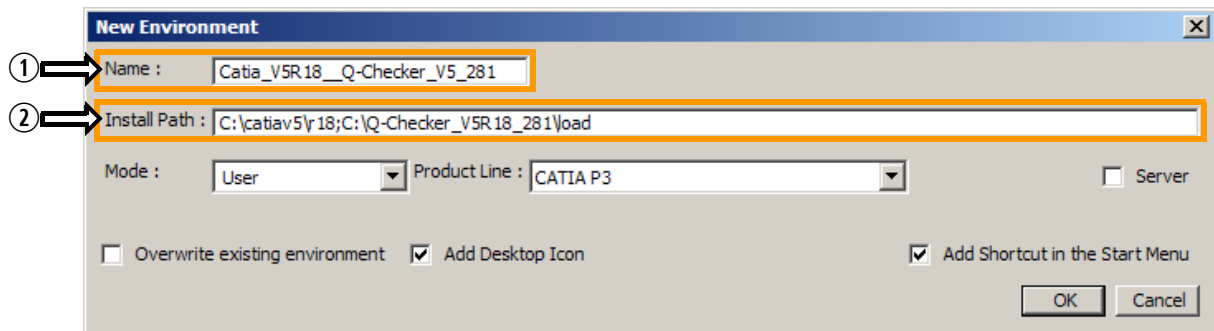 New Environment
① Name : Catia_V5R18__Q-Checker_V5_281
② Install Path : C:\catiav5\r18;C:\Q-Checker_V5R18_281\load
Mode : User Product Line : CATIA P3 Server
Overwrite existing environment Add Desktop Icon Add Shortcut in the Start Menu
OK Cancel